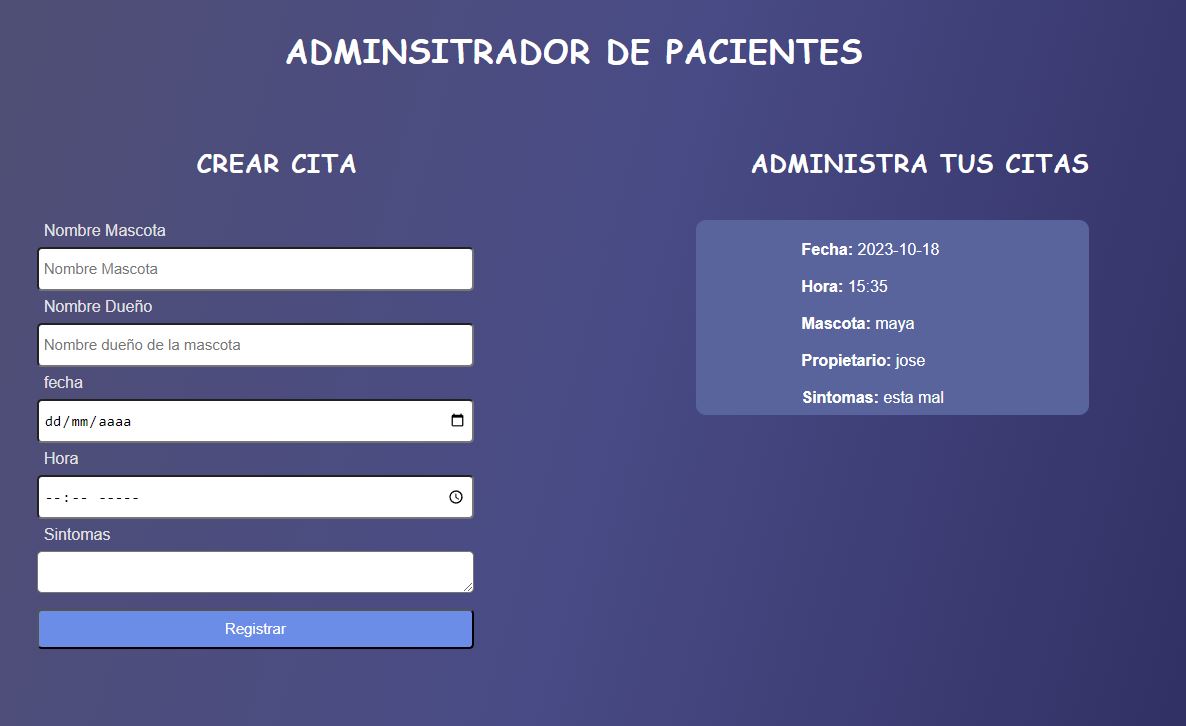 ADMINSITRADOR DE PACIENTES
CREAR CITA
Nombre Mascota
Nombre Mascota
Nombre Dueño
Nombre dueño de la mascota
fecha
dd/mm/aaaa
Hora
--:-- -----
Sintomas
Registrar
ADMINISTRA TUS CITAS
Fecha: 2023-10-18
Hora: 15:35
Mascota: maya
Propietario: jose
Sintomas: esta mal